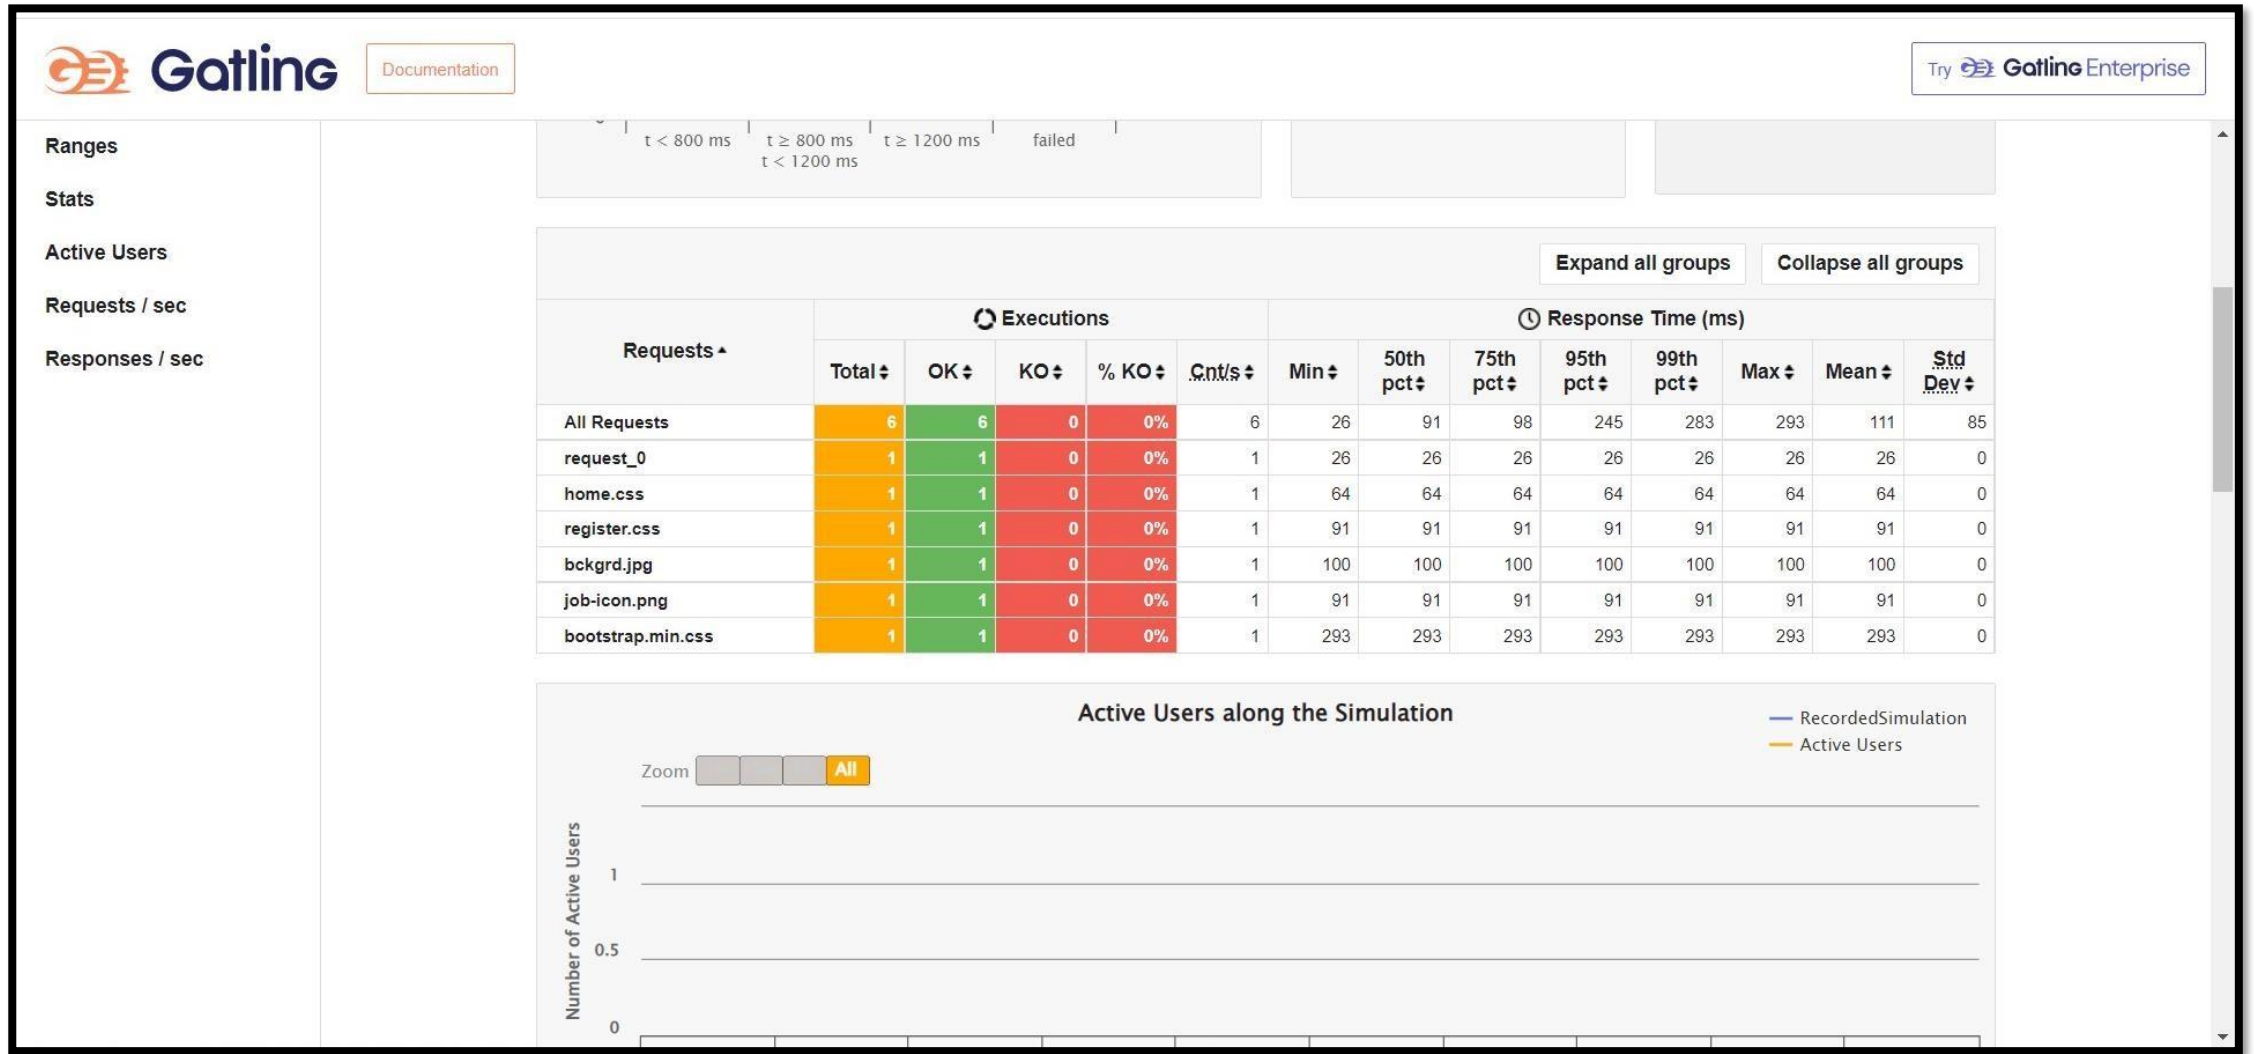 Gatling Documentation Try Gatling Enterprise
Ranges
Stats
Active Users
Requests / sec
Responses / sec
t < 800 ms t ≥ 800 ms t ≥ 1200 ms failed
t < 1200 ms
Expand all groups Collapse all groups
Requests Executions Response Time (ms)
Total OK KO % KO Cnt/s Min 50th pct 75th pct 95th pct 99th pct Max Mean Std Dev
All Requests 6 6 0 0% 6 26 91 98 245 283 293 111 85
request_0 1 1 0 0% 1 26 26 26 26 26 26 26 0
home.css 1 1 0 0% 1 64 64 64 64 64 64 64 0
register.css 1 1 0 0% 1 91 91 91 91 91 91 91 0
bckgrd.jpg 1 1 0 0% 1 100 100 100 100 100 100 100 0
job-icon.png 1 1 0 0% 1 91 91 91 91 91 91 91 0
bootstrap.min.css 1 1 0 0% 1 293 293 293 293 293 293 293 0
Active Users along the Simulation
RecordedSimulation
Active Users
Zoom All
Number of Active Users
1
0.5
0